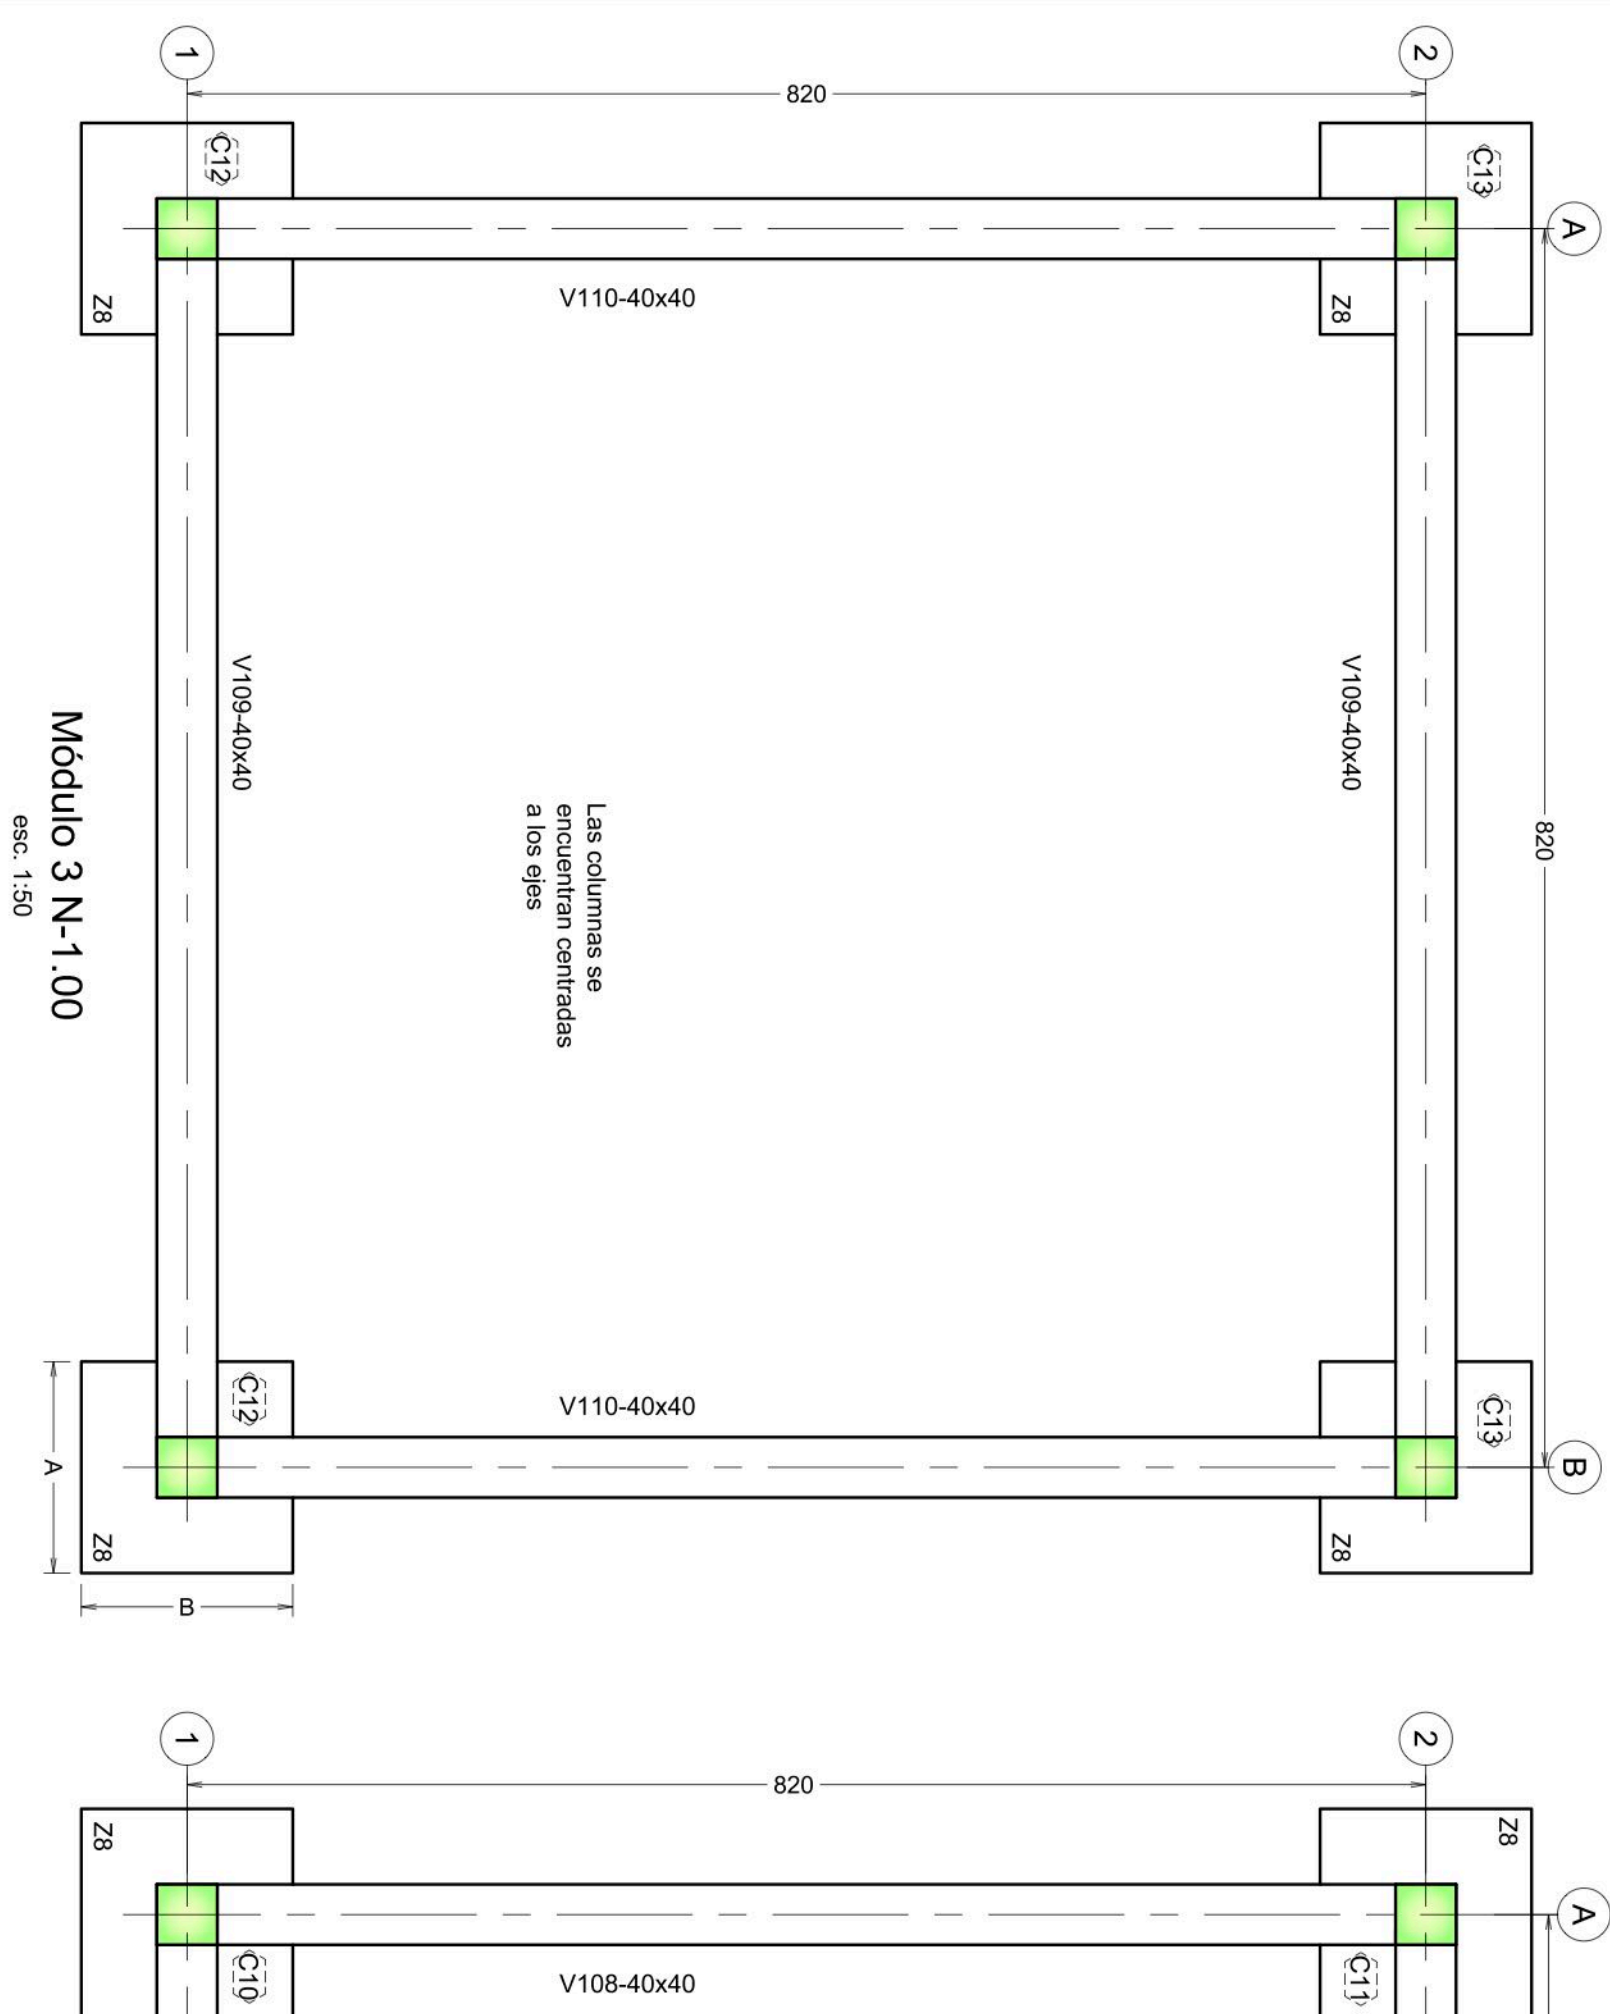 1
2
820
C12
C13
A
Z8
V110-40x40
Z8
V109-40x40
V109-40x40
820
Las columnas se
encuentran centradas
a los ejes
Módulo 3 N-1.00
esc. 1:50
C12
V110-40x40
C13
B
A
Z8
Z8
B
1
2
820
Z8
Z8
A
C10
V108-40x40
C11